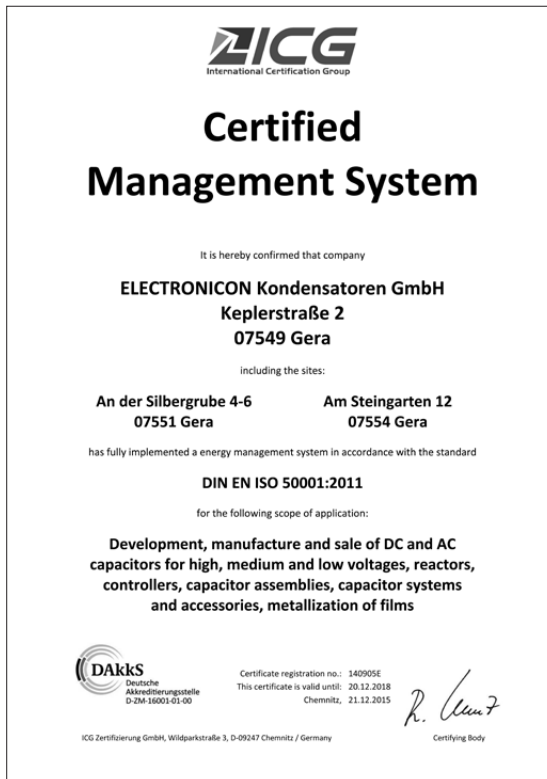 ICG
International Certification Group
Certified
Management System
It is hereby confirmed that company
ELECTRONICON Kondensatoren GmbH
Keplerstraße 2
07549 Gera
including the sites:
An der Silbergrube 4-6
07551 Gera
Am Steingarten 12
07554 Gera
has fully implemented a energy management system in accordance with the standard
DIN EN ISO 50001:2011
for the following scope of application:
Development, manufacture and sale of DC and AC
capacitors for high, medium and low voltages, reactors,
controllers, capacitor assemblies, capacitor systems
and accessories, metallization of films
DAkkS
Deutsche
Akkreditierungsstelle
D-ZM-16001-01-00
Certificate registration no.: 140905E
This certificate is valid until: 20.12.2018
Chemnitz, 21.12.2015
ICG Zertifizierung GmbH, Wildparkstraße 3, D-09247 Chemnitz / Germany
Certifying Body